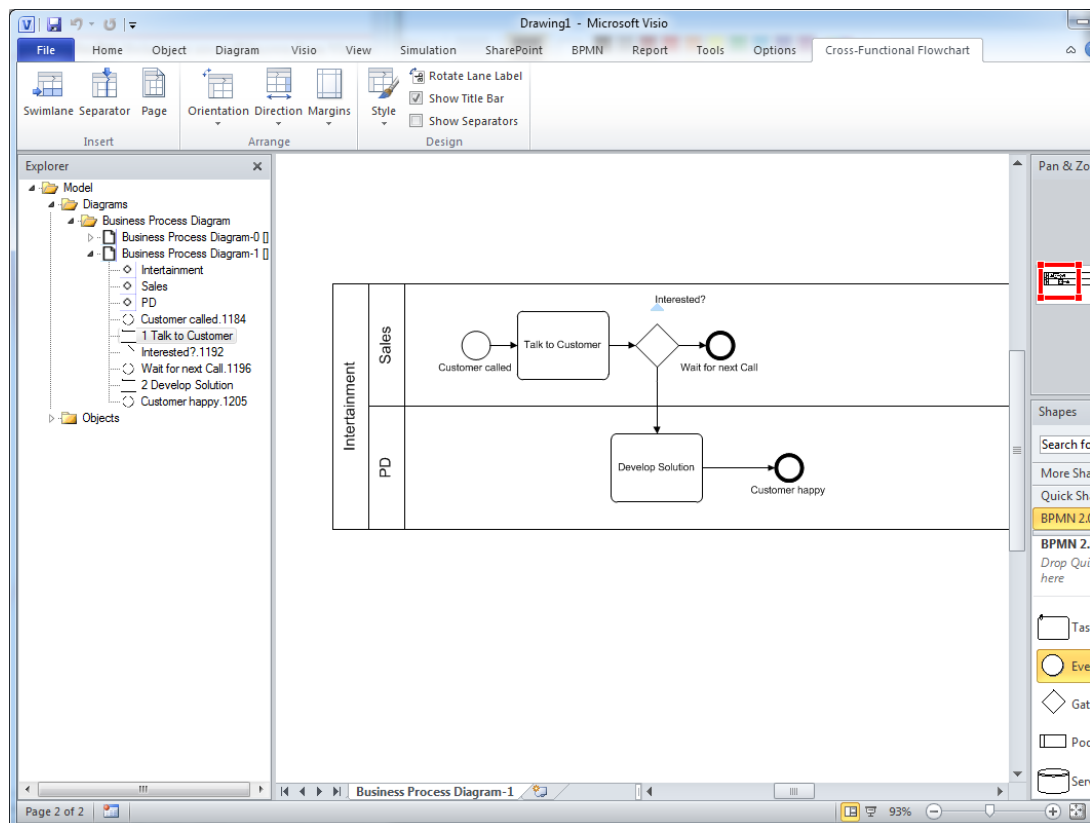 Drawing1 - Microsoft Visio
File Home Object Diagram Visio View Simulation SharePoint BPMN Report Tools Options Cross-Functional Flowchart
Swimlane Separator Page
Insert
Orientation Direction Margins
Arrange
Style
Rotate Lane Label
Show Title Bar
Show Separators
Design
Explorer
Model
Diagrams
Business Process Diagram
Business Process Diagram-0 []
Business Process Diagram-1 []
Intertainment
Sales
PD
Customer called.1184
1 Talk to Customer
Interested?.1192
Wait for next Call.1196
2 Develop Solution
Customer happy.1205
Objects
Intertainment
Sales
PD
Customer called
Talk to Customer
Interested?
Wait for next Call
Develop Solution
Customer happy
Pan & Zo
Shapes
Search fo
More Sha
Quick Sha
BPMN 2.0
BPMN 2.
Drop Qui
here
Tas
Eve
Gat
Poo
Serv
Business Process Diagram-1
Page 2 of 2
93%